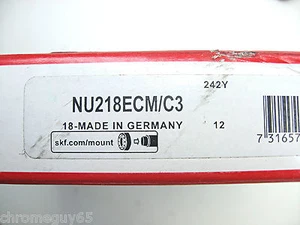 242Y
NU218ECM/C3
18-MADE IN GERMANY 12
skf.com/mount
7 31657
© chromeguy65